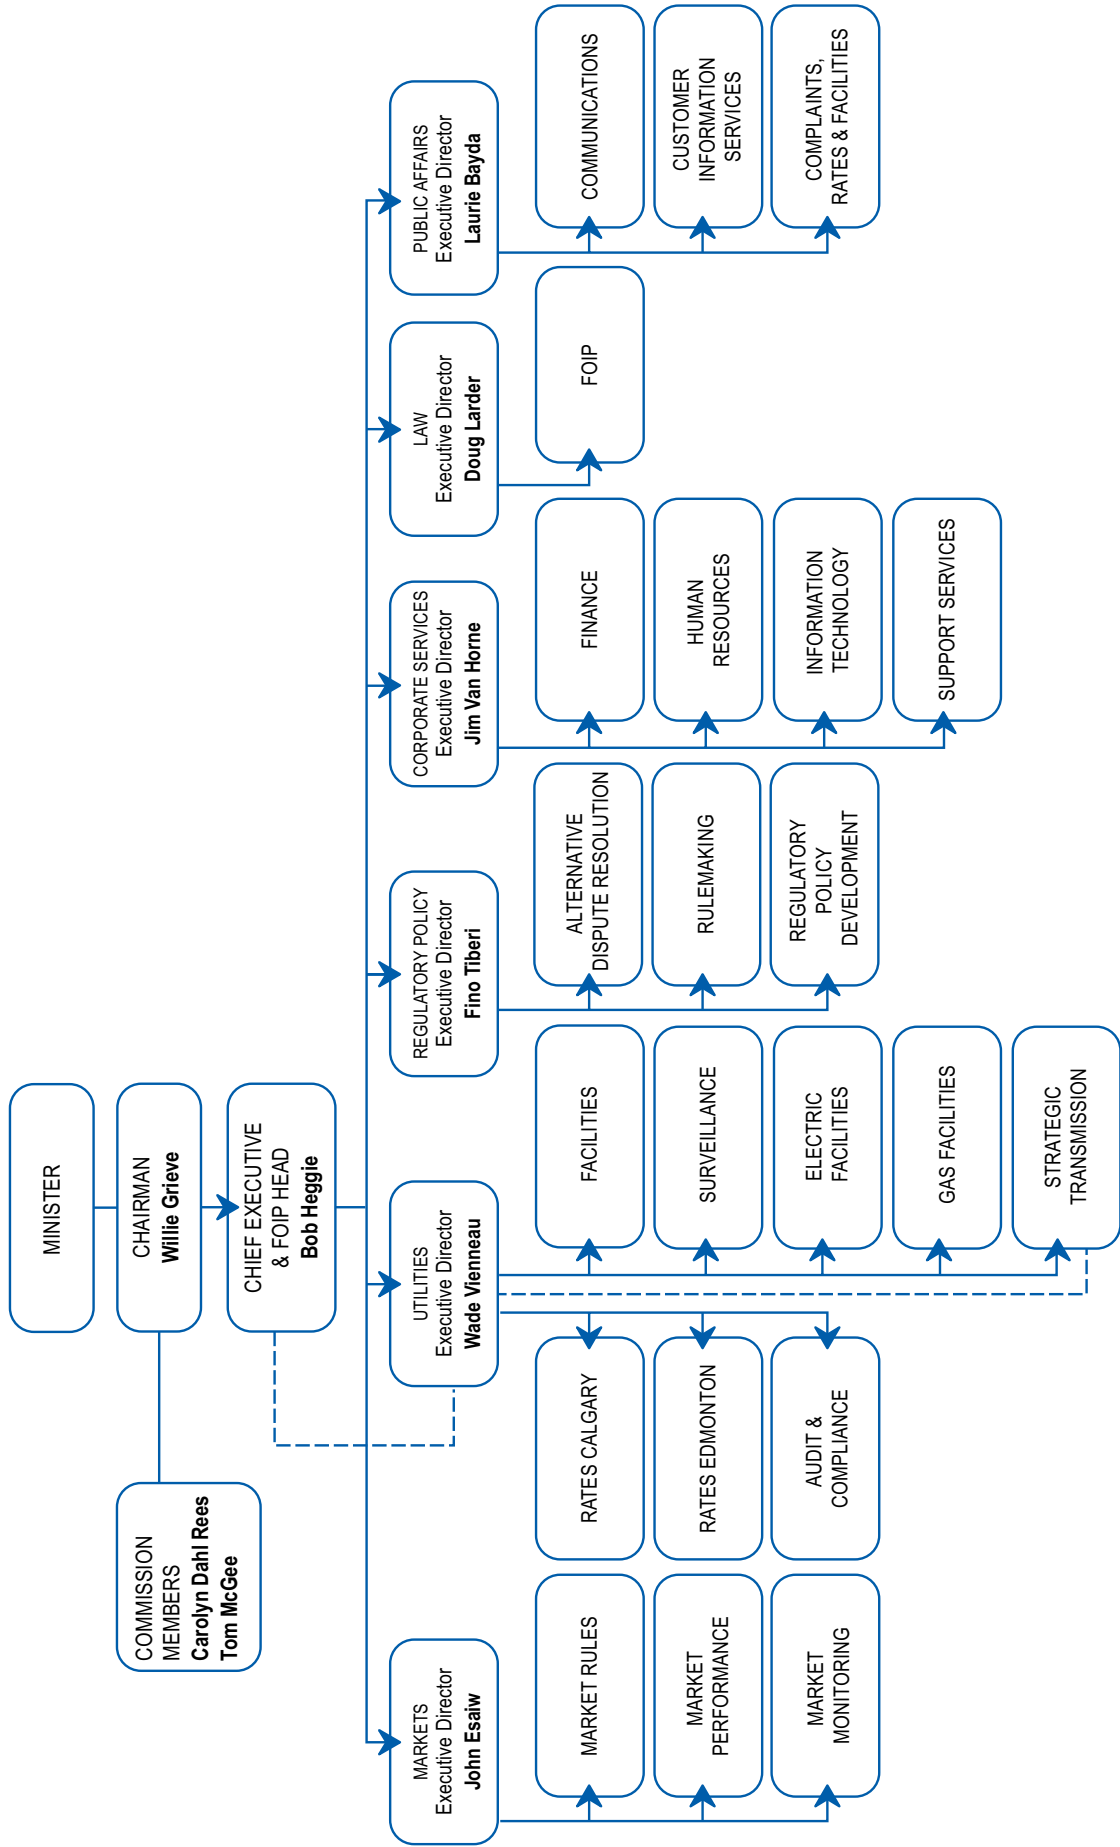 MINISTER
CHAIRMAN
Willie Grieve
COMMISSION
MEMBERS
Carolyn Dahl Rees
Tom McGee
CHIEF EXECUTIVE
& FOIP HEAD
Bob Heggie
MARKETS
Executive Director
John Esaiw
UTILITIES
Executive Director
Wade Vienneau
REGULATORY POLICY
Executive Director
Fino Tiberi
CORPORATE SERVICES
Executive Director
Jim Van Horne
LAW
Executive Director
Doug Larder
PUBLIC AFFAIRS
Executive Director
Laurie Bayda
MARKET RULES
MARKET
PERFORMANCE
MARKET
MONITORING
RATES CALGARY
RATES EDMONTON
AUDIT &
COMPLIANCE
FACILITIES
SURVEILLANCE
ELECTRIC
FACILITIES
GAS FACILITIES
STRATEGIC
TRANSMISSION
ALTERNATIVE
DISPUTE RESOLUTION
RULEMAKING
REGULATORY
POLICY
DEVELOPMENT
FINANCE
HUMAN
RESOURCES
INFORMATION
TECHNOLOGY
SUPPORT SERVICES
FOIP
COMMUNICATIONS
CUSTOMER
INFORMATION
SERVICES
COMPLAINTS,
RATES & FACILITIES